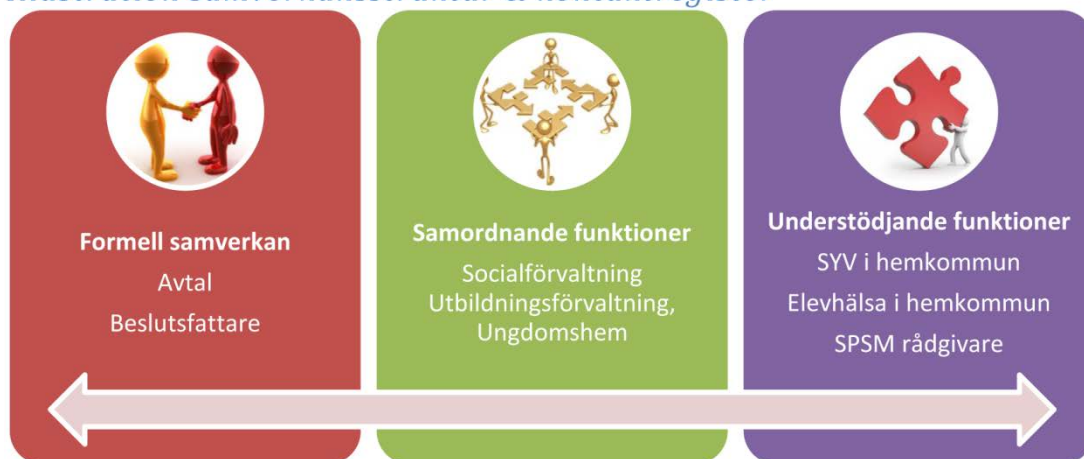 Formell samverkan
Avtal
Beslutsfattare
Samordnande funktioner
Socialförvaltning
Utbildningsförvaltning,
Ungdomshem
Understödjande funktioner
SYV i hemkommun
Elevhälsa i hemkommun
SPSM rådgivare